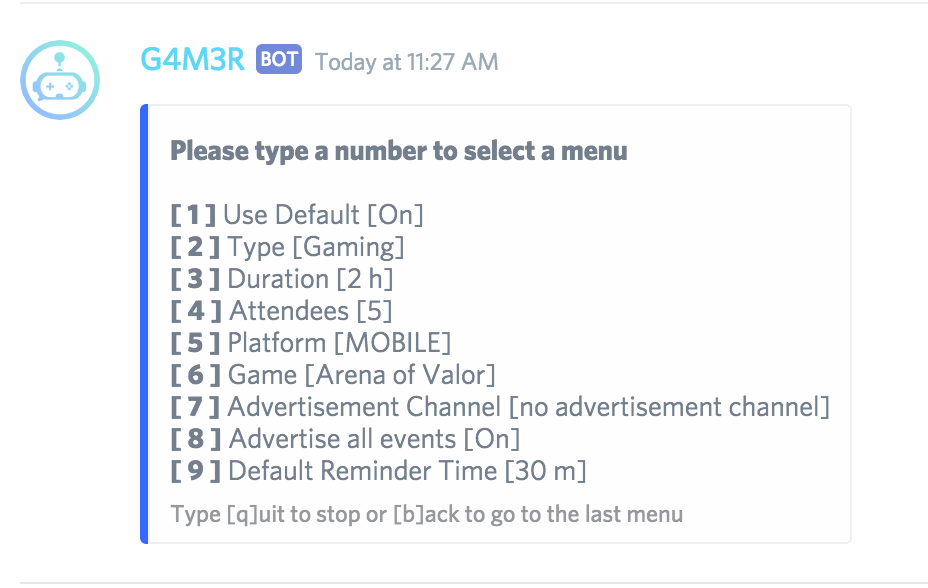 G4M3R BOT Today at 11:27 AM
Please type a number to select a menu
[ 1 ] Use Default [On]
[ 2 ] Type [Gaming]
[ 3 ] Duration [2 h]
[ 4 ] Attendees [5]
[ 5 ] Platform [MOBILE]
[ 6 ] Game [Arena of Valor]
[ 7 ] Advertisement Channel [no advertisement channel]
[ 8 ] Advertise all events [On]
[ 9 ] Default Reminder Time [30 m]
Type [q]uit to stop or [b]ack to go to the last menu